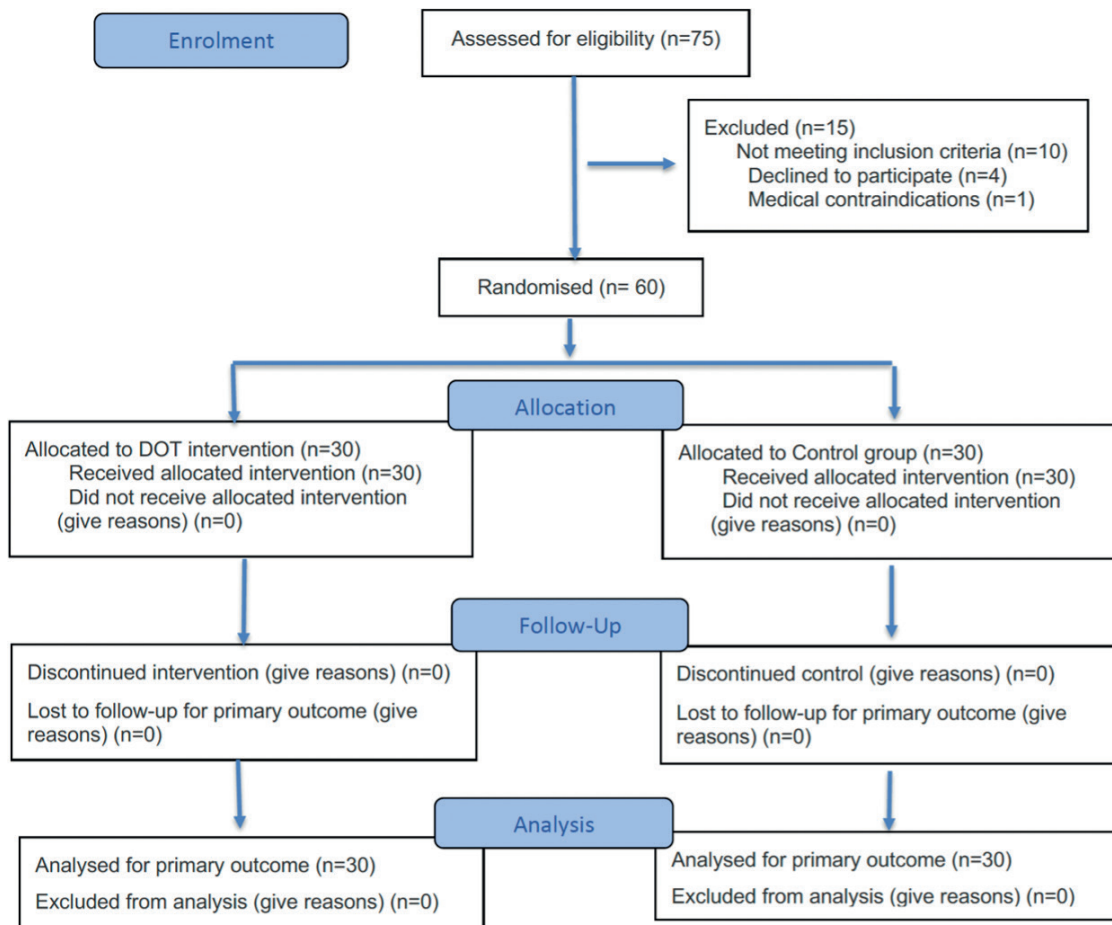 Enrolment
Assessed for eligibility (n=75)
Excluded (n=15)
Not meeting inclusion criteria (n=10)
Declined to participate (n=4)
Medical contraindications (n=1)
Randomised (n= 60)
Allocation
Allocated to DOT intervention (n=30)
Received allocated intervention (n=30)
Did not receive allocated intervention
(give reasons) (n=0)
Allocated to Control group (n=30)
Received allocated intervention (n=30)
Did not receive allocated intervention
(give reasons) (n=0)
Follow-Up
Discontinued intervention (give reasons) (n=0)
Lost to follow-up for primary outcome (give
reasons) (n=0)
Discontinued control (give reasons) (n=0)
Lost to follow-up for primary outcome (give
reasons) (n=0)
Analysis
Analysed for primary outcome (n=30)
Excluded from analysis (give reasons) (n=0)
Analysed for primary outcome (n=30)
Excluded from analysis (give reasons) (n=0)